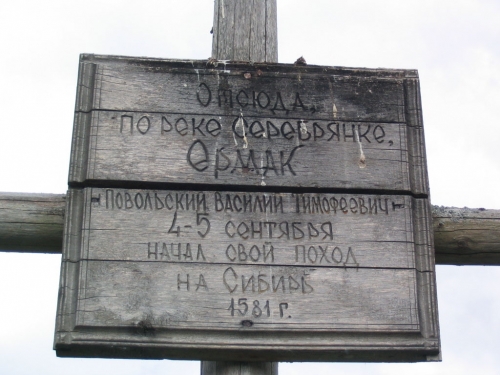 Отсюда,
по реке Серебрянке,
Ермак
- Повольский Василий Тимофеевич -
4-5 сентября
начал свой поход
на Сибирь
1581 г.